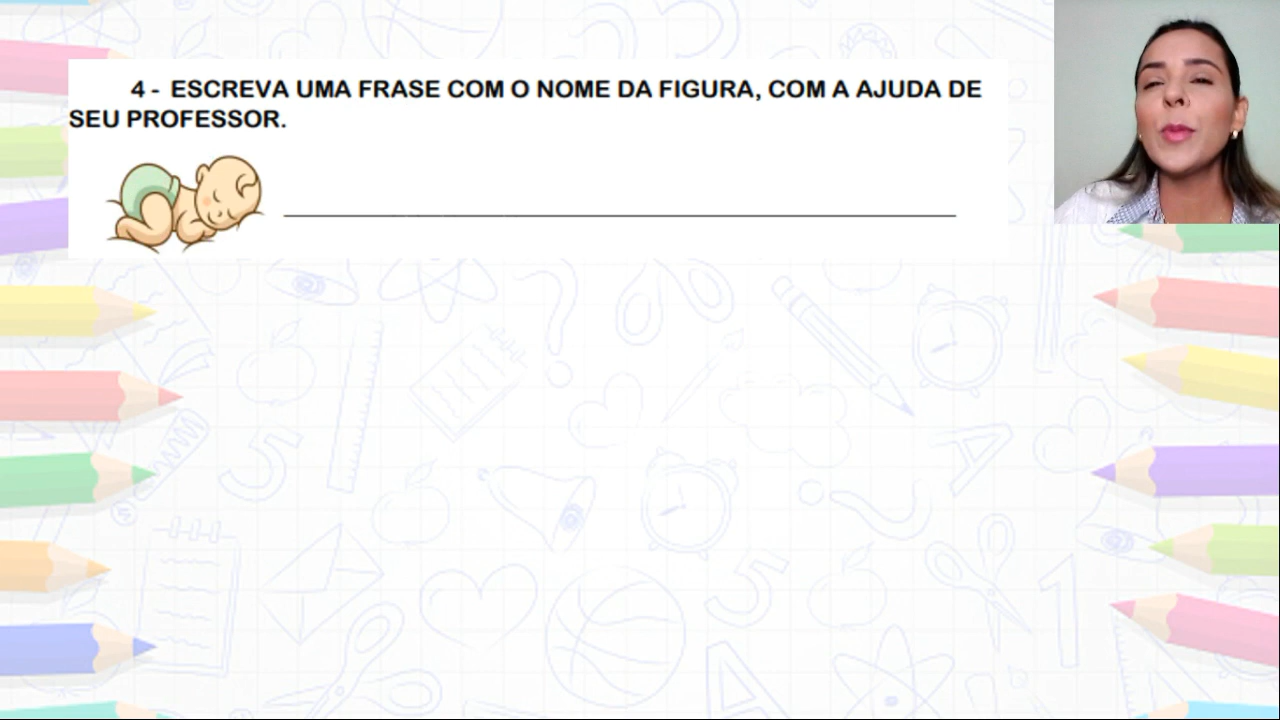 4 - ESCREVA UMA FRASE COM O NOME DA FIGURA, COM A AJUDA DE
SEU PROFESSOR.